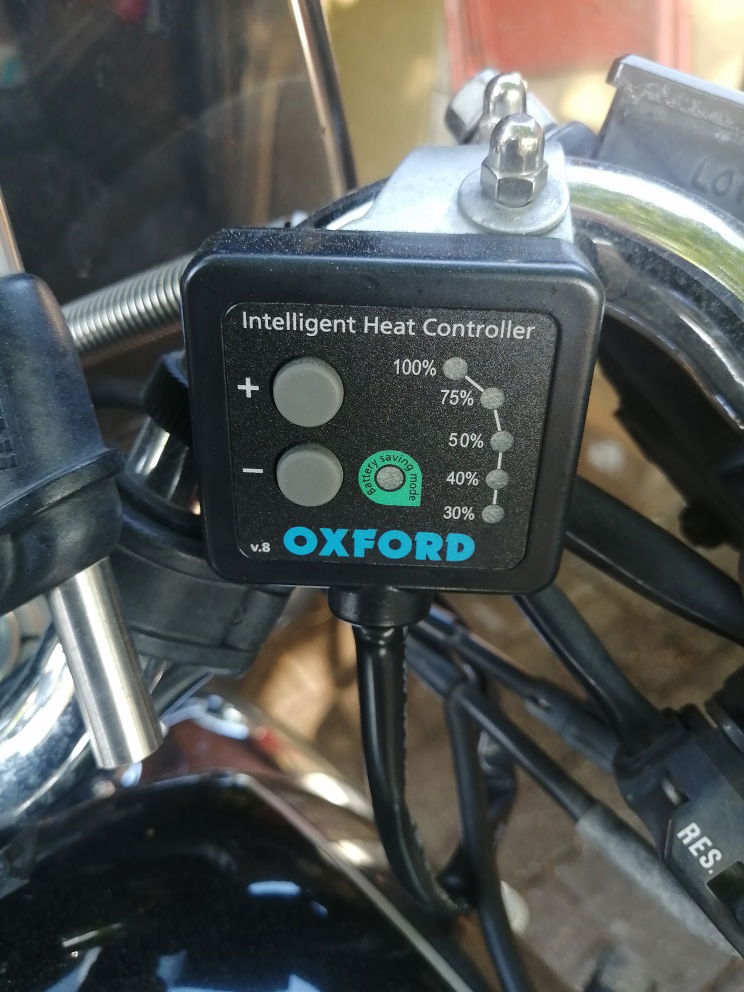 Intelligent Heat Controller
+
100%
75%
50%
−
Battery saving mode
40%
30%
v.8 OXFORD
RES.